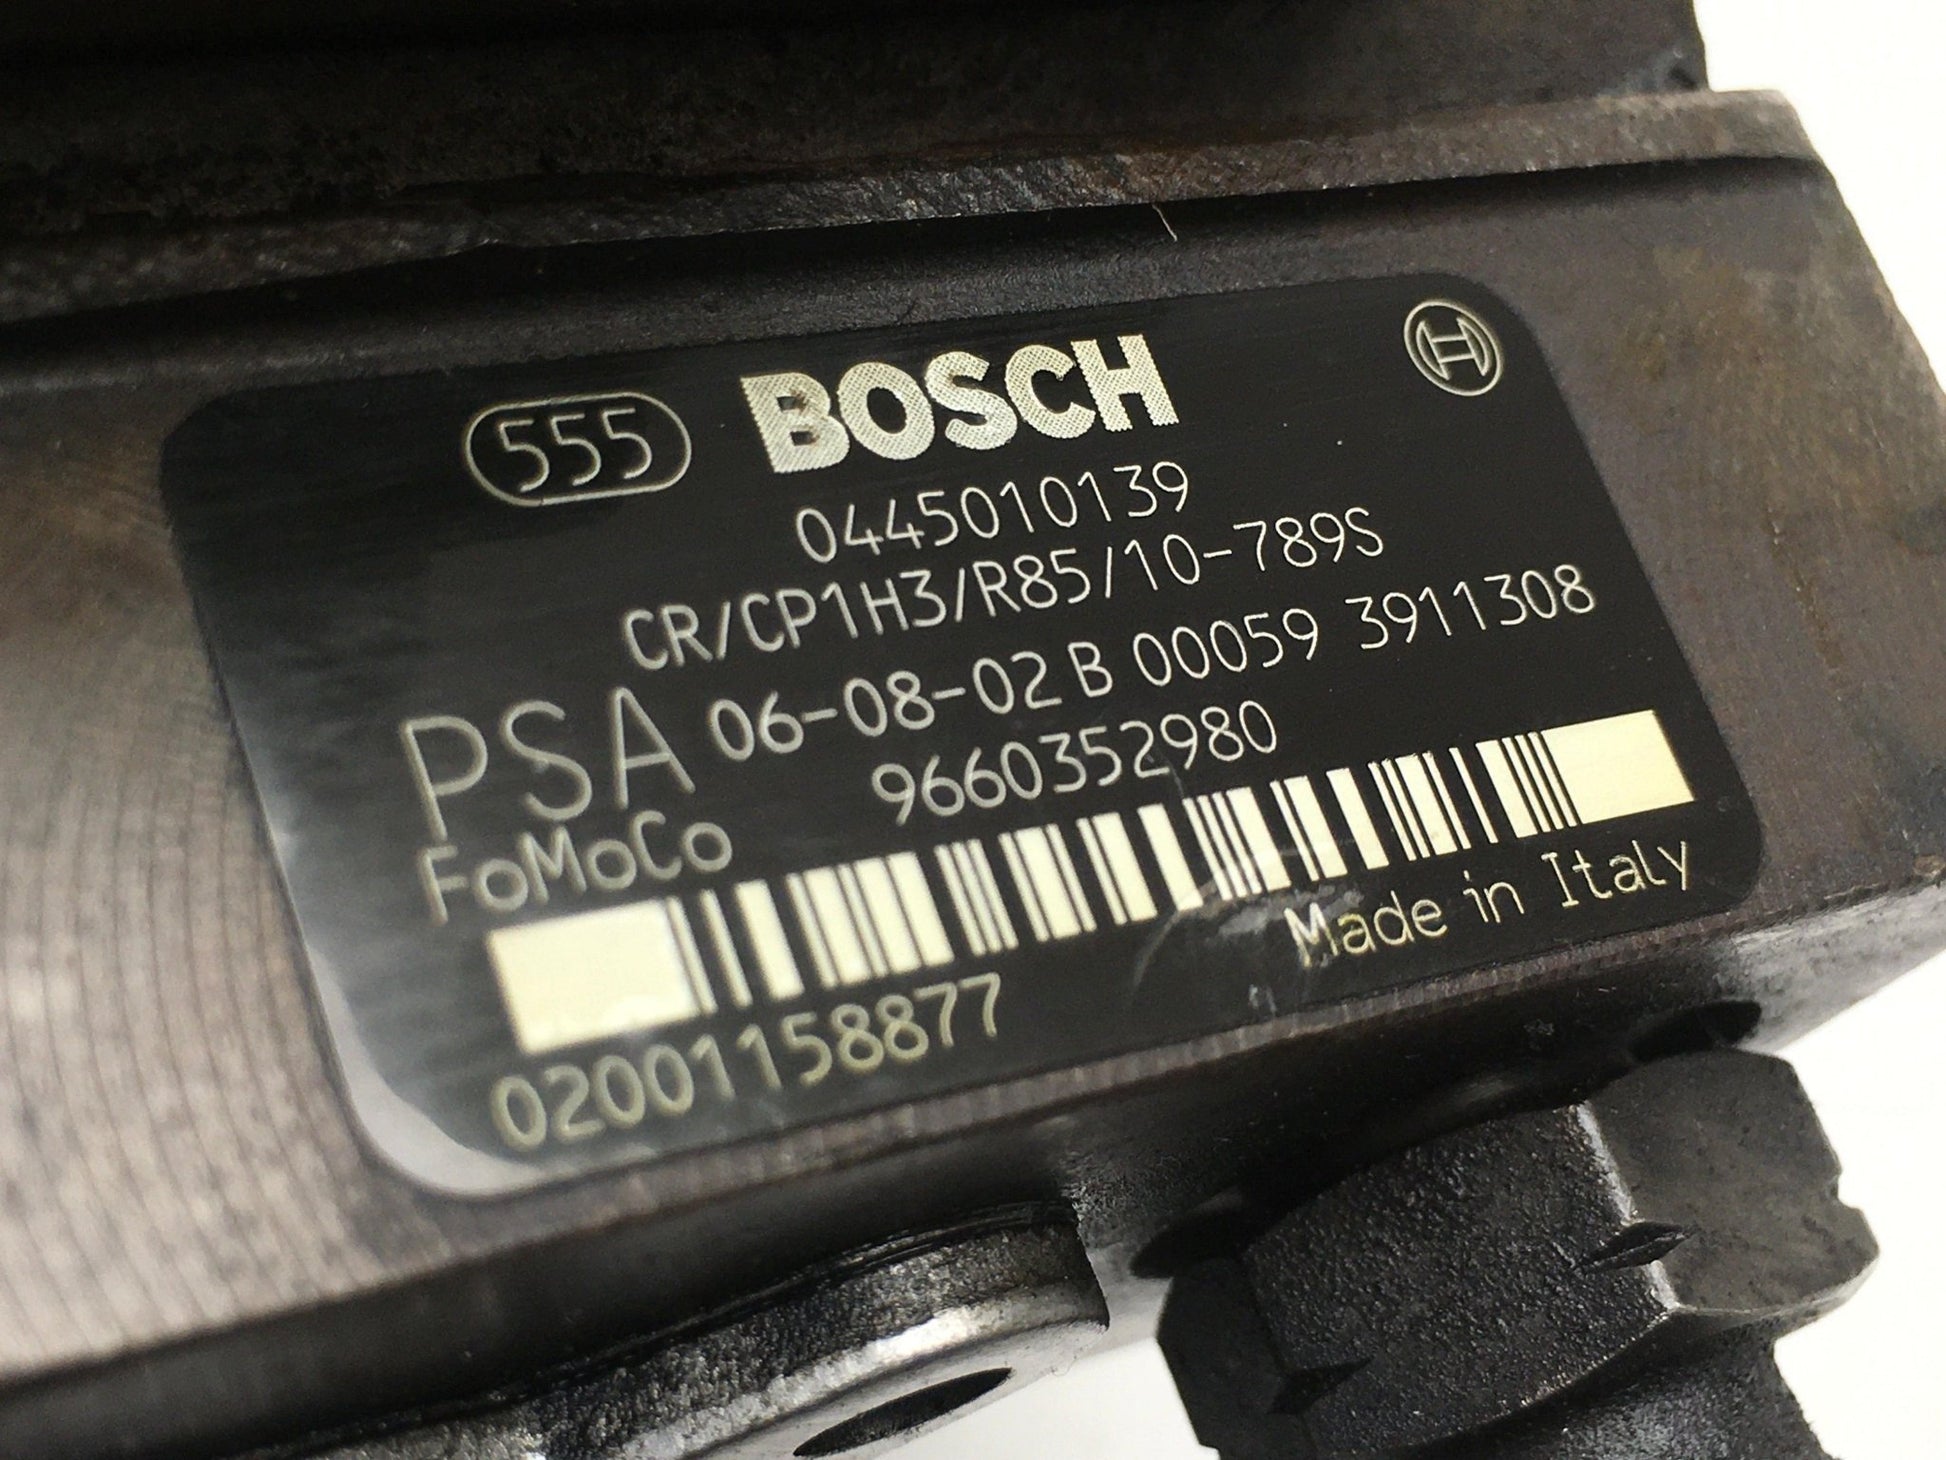 555 BOSCH
0445010139
CR/CP1H3/R85/10-789S
PSA 06-08-02 B 00059 3911308
FoMoCo 9660352980
Made in Italy
02001158877